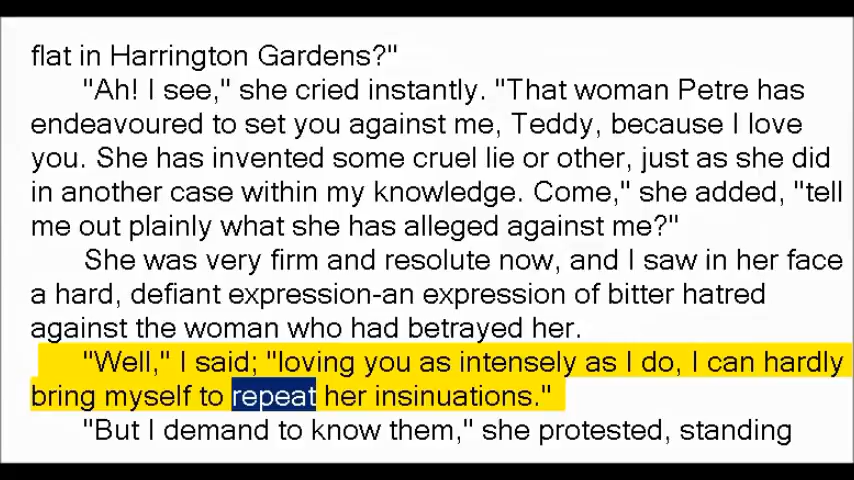 flat in Harrington Gardens?"
"Ah! I see," she cried instantly. "That woman Petre has
endeavoured to set you against me, Teddy, because I love
you. She has invented some cruel lie or other, just as she did
in another case within my knowledge. Come," she added, "tell
me out plainly what she has alleged against me?"
She was very firm and resolute now, and I saw in her face
a hard, defiant expression-an expression of bitter hatred
against the woman who had betrayed her.
"Well," I said; "loving you as intensely as I do, I can hardly
bring myself to repeat her insinuations."
"But I demand to know them," she protested, standing